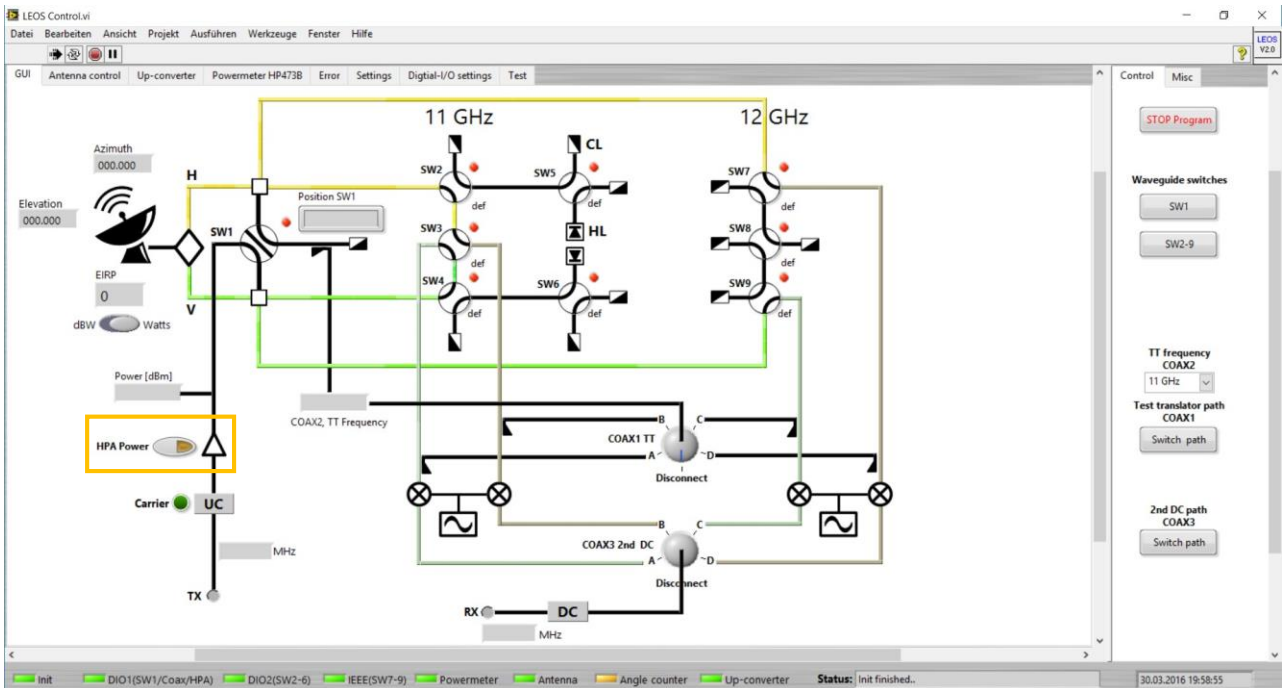 LEOS Control.vi
Datei Bearbeiten Ansicht Projekt Ausführen Werkzeuge Fenster Hilfe
LEOS
V2.0
GUI Antenna control Up-converter Powermeter HP473B Error Settings Digtial-I/O settings Test
Control Misc
11 GHz
12 GHz
STOP Program
Azimuth
000.000
CL
H
SW2
SW5
SW7
Waveguide switches
Elevation
000.000
Position SW1
def
def
def
SW1
SW1
SW3
HL
SW8
SW2-9
def
def
EIRP
0
SW4
SW6
SW9
V
def
def
def
dBW Watts
TT frequency
COAX2
11 GHz
Power [dBm]
Test translator path
COAX1
COAX2, TT Frequency
B C
COAX1 TT
Switch path
HPA Power
A D
Disconnect
Carrier UC
2nd DC path
COAX3
B C
COAX3 2nd DC
Switch path
MHz
A D
Disconnect
TX
RX DC
MHz
Init DIO1(SW1/Coax/HPA) DIO2(SW2-6) IEEE(SW7-9) Powermeter Antenna Angle counter Up-converter Status: Init finished.. 30.03.2016 19:58:55